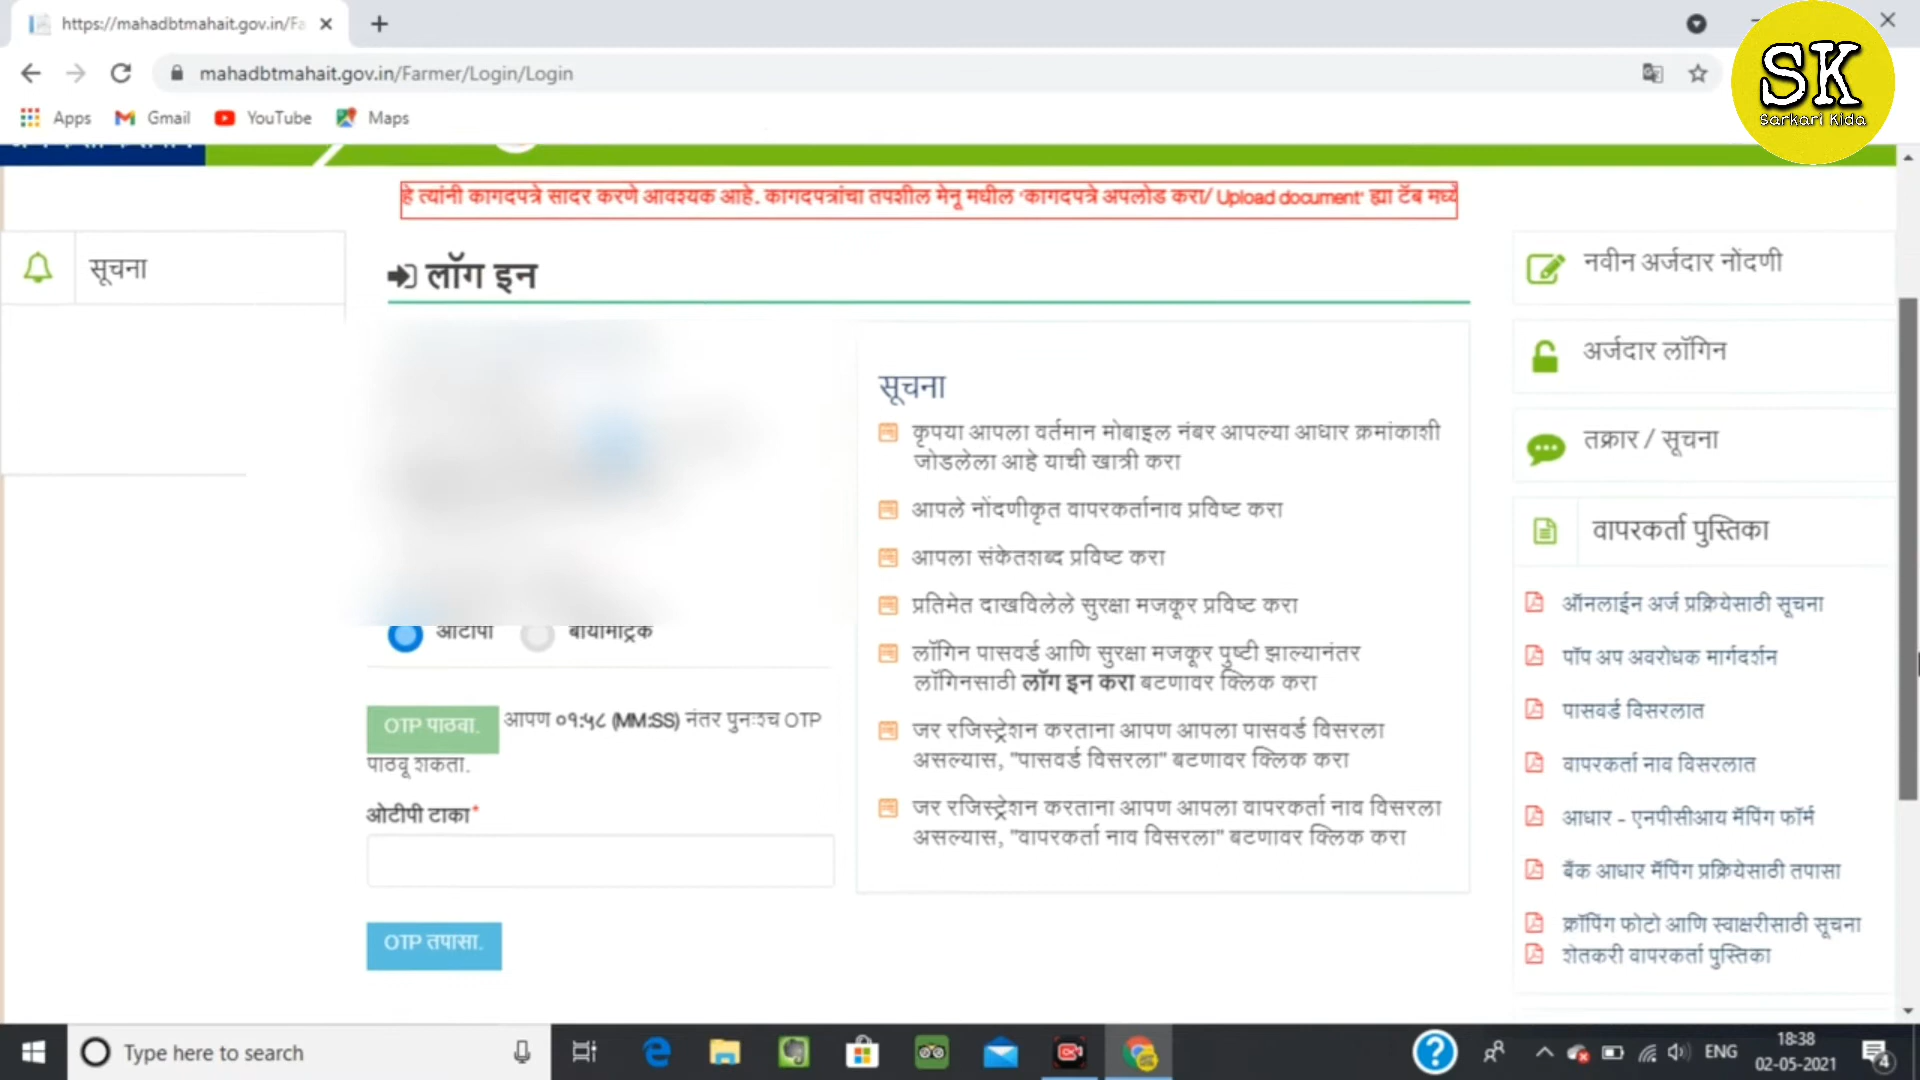 https://mahadbtmahait.gov.in/Fa
mahadbtmahait.gov.in/Farmer/Login/Login
Apps Gmail YouTube Maps
SK
Sarkari Kida
हे त्यांनी कागदपत्रे सादर करणे आवश्यक आहे. कागदपत्रांचा तपशील मेनू मधील 'कागदपत्रे अपलोड करा/ Upload document' ह्या टॅब मध्ये
सूचना
लॉग इन
ओटीपी बायोमेट्रिक
OTP पाठवा. आपण ०१:५८ (MM:SS) नंतर पुनःश्च OTP
पाठवू शकता.
ओटीपी टाका*
OTP तपासा.
सूचना
कृपया आपला वर्तमान मोबाइल नंबर आपल्या आधार क्रमांकाशी
जोडलेला आहे याची खात्री करा
आपले नोंदणीकृत वापरकर्तानाव प्रविष्ट करा
आपला संकेतशब्द प्रविष्ट करा
प्रतिमेत दाखविलेले सुरक्षा मजकूर प्रविष्ट करा
लॉगिन पासवर्ड आणि सुरक्षा मजकूर पुष्टी झाल्यानंतर
लॉगिनसाठी लॉग इन करा बटणावर क्लिक करा
जर रजिस्ट्रेशन करताना आपण आपला पासवर्ड विसरला
असल्यास, "पासवर्ड विसरला" बटणावर क्लिक करा
जर रजिस्ट्रेशन करताना आपण आपला वापरकर्ता नाव विसरला
असल्यास, "वापरकर्ता नाव विसरला" बटणावर क्लिक करा
नवीन अर्जदार नोंदणी
अर्जदार लॉगिन
तक्रार / सूचना
वापरकर्ता पुस्तिका
ऑनलाईन अर्ज प्रक्रियेसाठी सूचना
पॉप अप अवरोधक मार्गदर्शन
पासवर्ड विसरलात
वापरकर्ता नाव विसरलात
आधार - एनपीसीआय मॅपिंग फॉर्म
बँक आधार मॅपिंग प्रक्रियेसाठी तपासा
क्रॉपिंग फोटो आणि स्वाक्षरीसाठी सूचना
शेतकरी वापरकर्ता पुस्तिका
Type here to search
ENG
18:38
02-05-2021
4